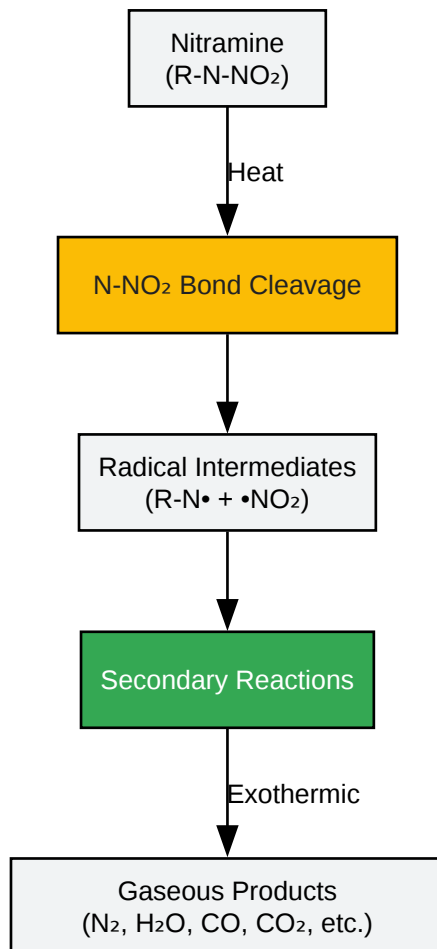 Nitramine
(R-N-NO₂)
Heat
N-NO₂ Bond Cleavage
Radical Intermediates
(R-N• + •NO₂)
Secondary Reactions
Exothermic
Gaseous Products
(N₂, H₂O, CO, CO₂, etc.)